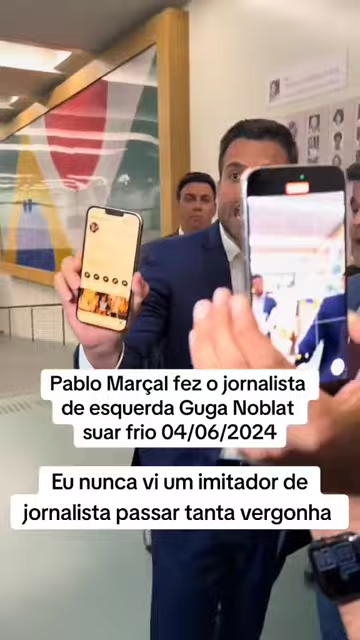 Pablo Marçal fez o jornalista
de esquerda Guga Noblat
suar frio 04/06/2024
Eu nunca vi um imitador de
jornalista passar tanta vergonha